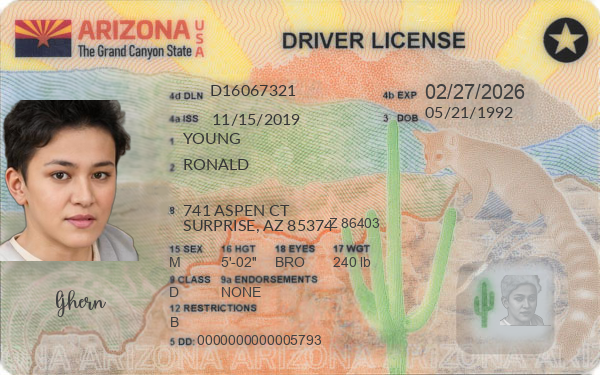 ARIZONA USA
The Grand Canyon State
DRIVER LICENSE
4d DLN D16067321
4b EXP 02/27/2026
4a ISS 11/15/2019
3 DOB 05/21/1992
1 YOUNG
2 RONALD
8 741 ASPEN CT
SURPRISE, AZ 85374
Z 86403
15 SEX 16 HGT 18 EYES 17 WGT
M 5'-02" BRO 240 lb
9 CLASS 9a ENDORSEMENTS
D NONE
12 RESTRICTIONS
B
5 DD: 0000000000005793
Ghern
ARIZONA ARIZONA ARIZONA ARIZONA